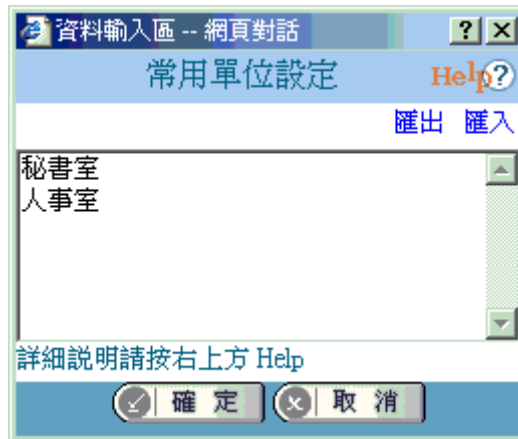 資料輸入區 -- 網頁對話
常用單位設定 Help?
匯出 匯入
秘書室
人事室
詳細說明請按右上方 Help
確定 取消